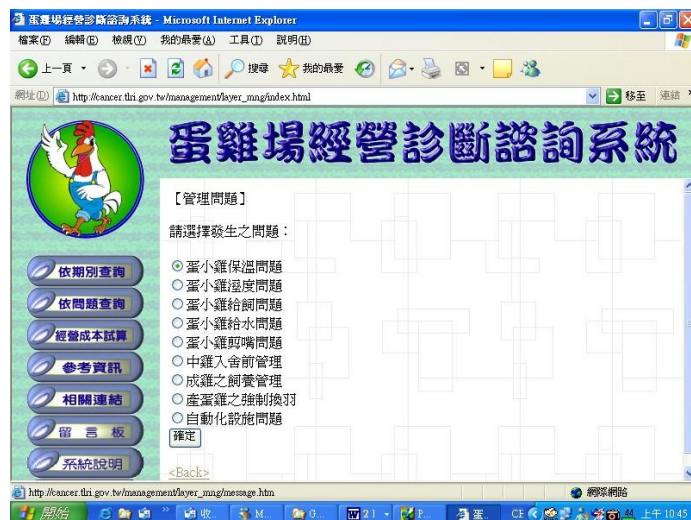 蛋雞場經營診斷諮詢系統 - Microsoft Internet Explorer
檔案(F) 編輯(E) 檢視(V) 我的最愛(A) 工具(T) 說明(H)
上一頁 搜尋 我的最愛
網址(D) http://cancer.tlri.gov.tw/management/layer_mng/index.html 移至 連結
蛋雞場經營診斷諮詢系統
【管理問題】
請選擇發生之問題：
蛋小雞保溫問題
蛋小雞溼度問題
蛋小雞給飼問題
蛋小雞給水問題
蛋小雞剪嘴問題
中雞入舍前管理
成雞之飼養管理
產蛋雞之強制換羽
自動化設施問題
確定
<Back>
依期別查詢
依問題查詢
經營成本試算
參考資訊
相關連結
留言板
系統說明
http://cancer.tlri.gov.tw/management/layer_mng/message.htm 網際網路
開始 收.. M... G... W 21 P... 蛋.. CH 上午 10:45